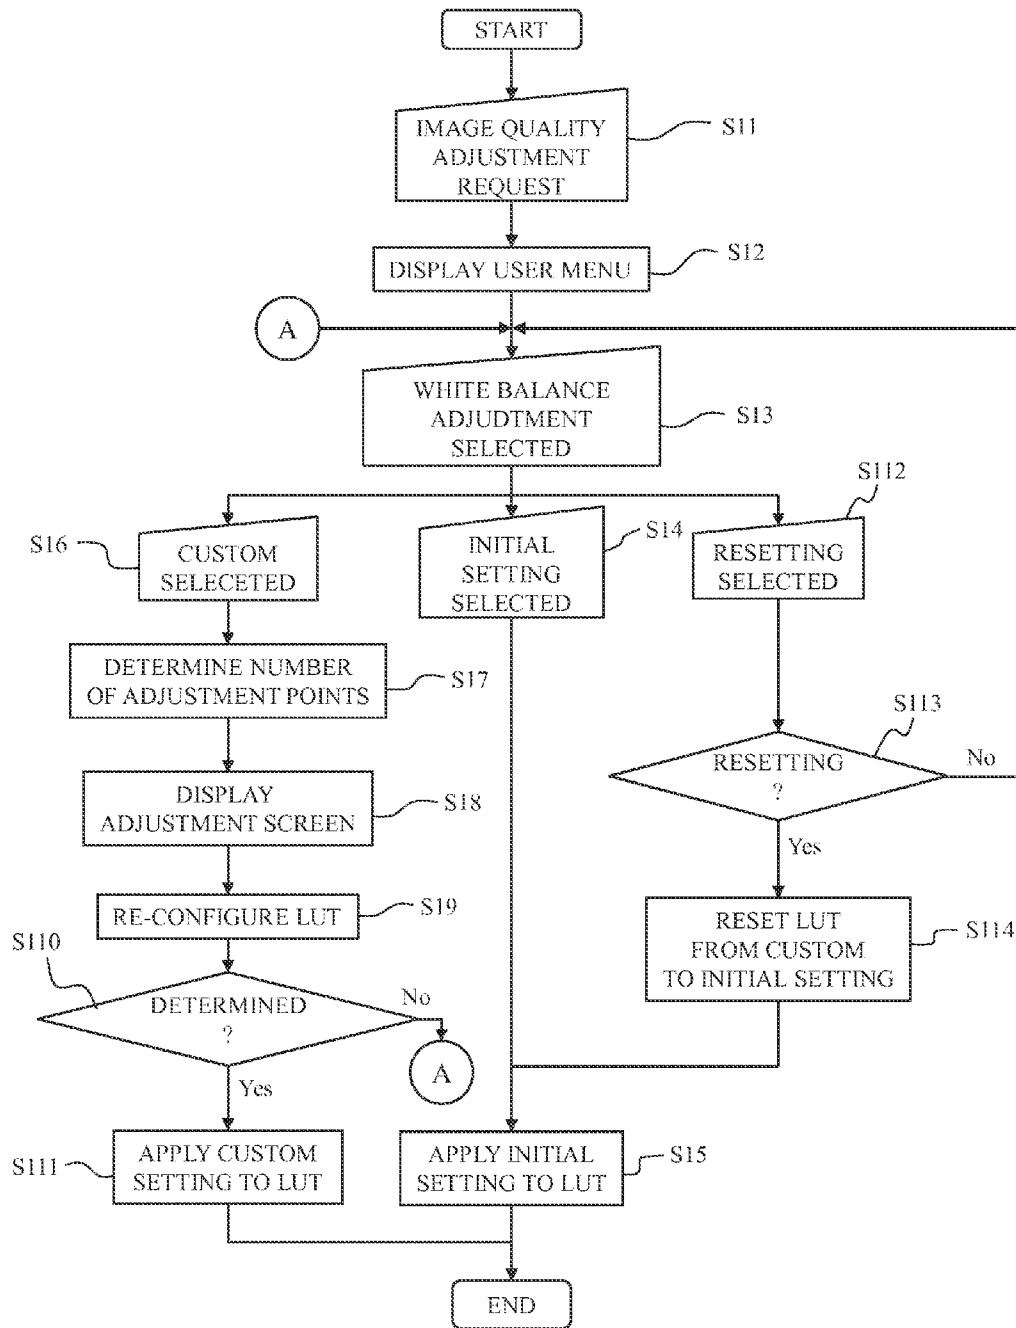 START
IMAGE QUALITY
ADJUSTMENT
REQUEST
S11
DISPLAY USER MENU
S12
A
WHITE BALANCE
ADJUDTMENT
SELECTED
S13
S16
CUSTOM
SELECETED
INITIAL
SETTING
SELECTED
S14
S112
RESETTING
SELECTED
DETERMINE NUMBER
OF ADJUSTMENT POINTS
S17
S113
RESETTING
?
No
Yes
DISPLAY
ADJUSTMENT SCREEN
S18
RE-CONFIGURE LUT
S19
RESET LUT
FROM CUSTOM
TO INITIAL SETTING
S114
S110
DETERMINED
?
No
A
Yes
S111
APPLY CUSTOM
SETTING TO LUT
APPLY INITIAL
SETTING TO LUT
S15
END